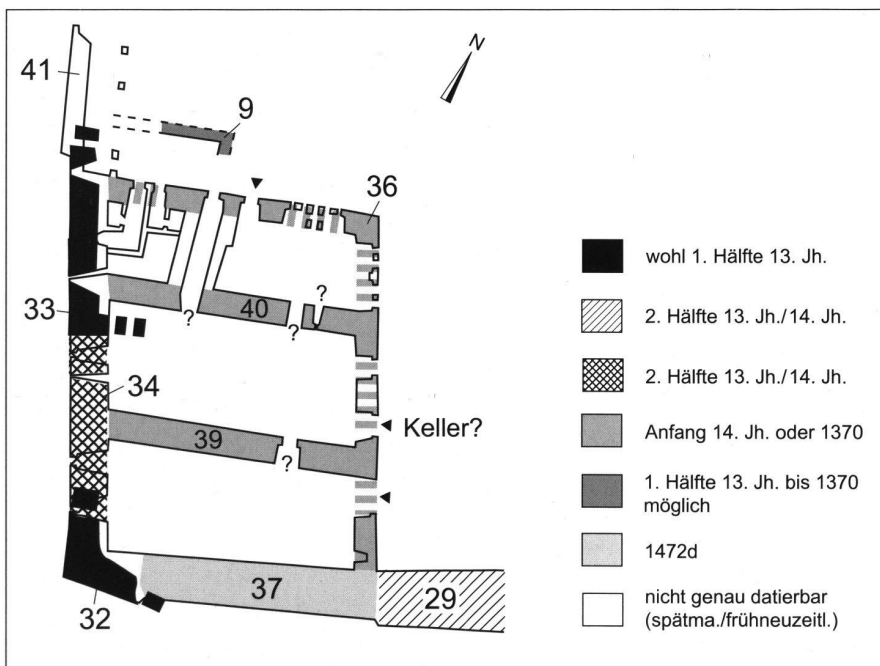 N
41
9
36
33
40
?
?
?
34
39
?
Keller?
37
29
32
wohl 1. Hälfte 13. Jh.
2. Hälfte 13. Jh./14. Jh.
2. Hälfte 13. Jh./14. Jh.
Anfang 14. Jh. oder 1370
1. Hälfte 13. Jh. bis 1370
möglich
1472d
nicht genau datierbar
(spätma./frühneuzeitl.)